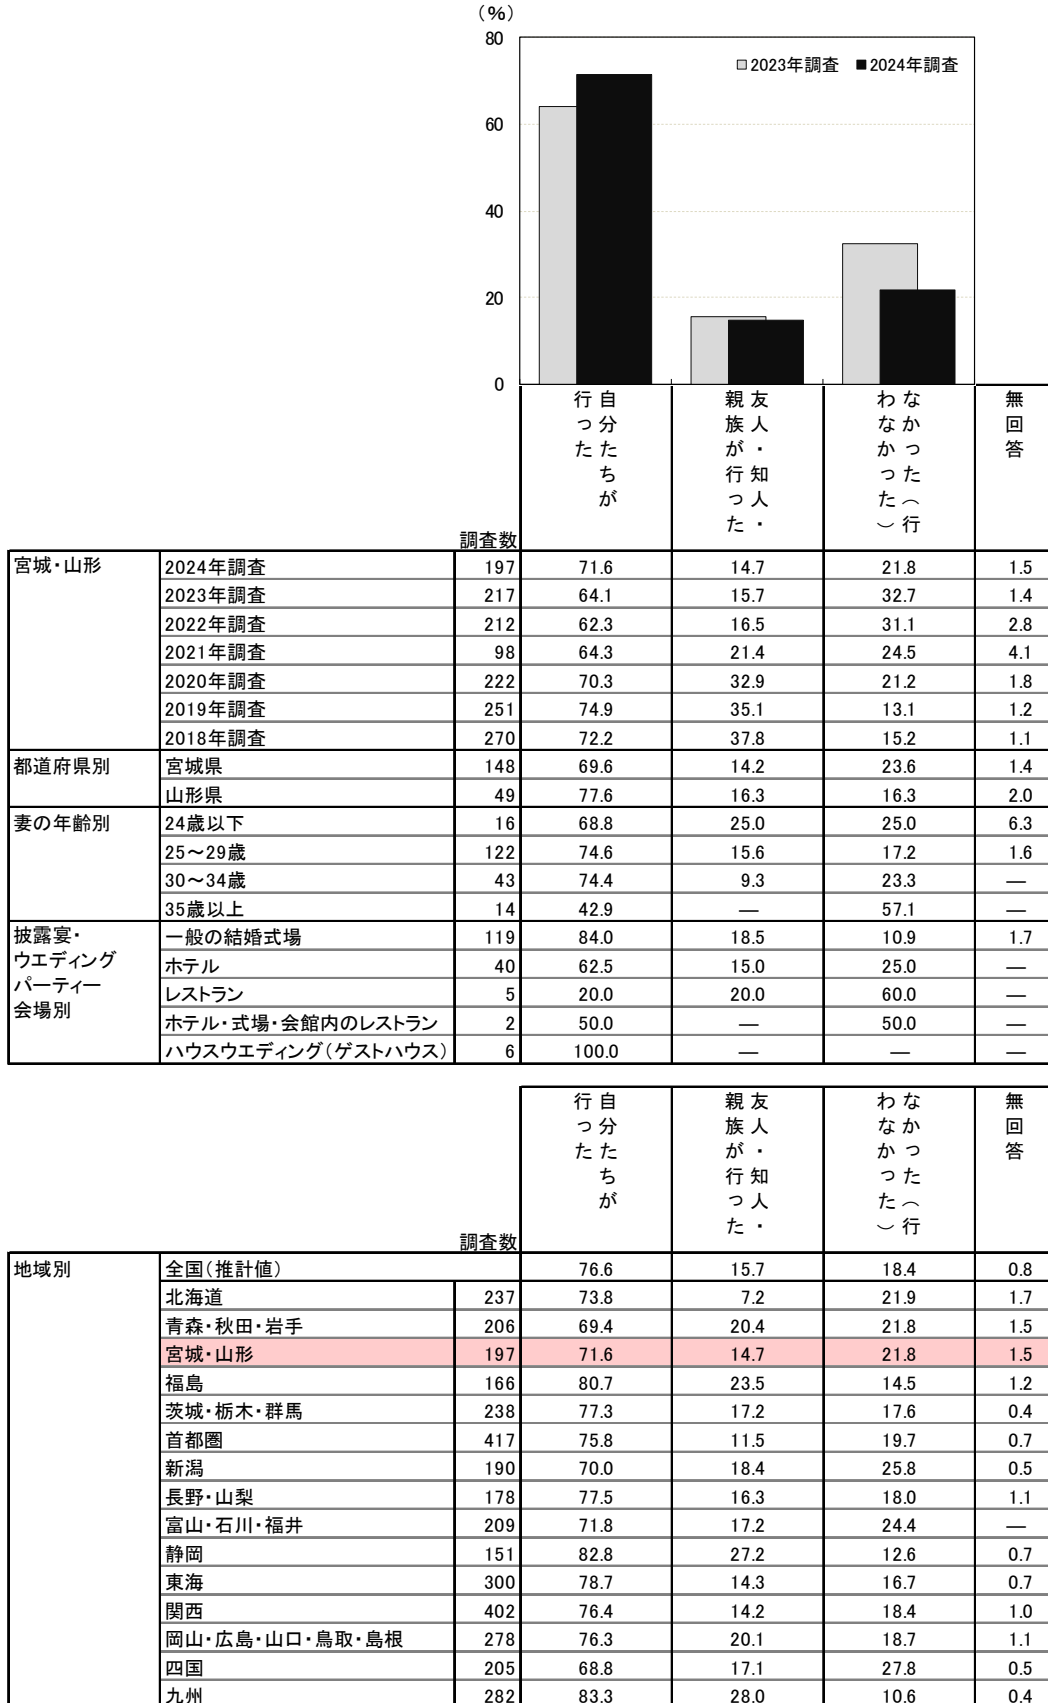 （%）
80
60
40
20
0
□2023年調査 ■2024年調査
自分たちが行った
友人・知人・親族が行った
なかった（行わなかった）
無回答
調査数
宮城・山形 2024年調査 197 71.6 14.7 21.8 1.5
2023年調査 217 64.1 15.7 32.7 1.4
2022年調査 212 62.3 16.5 31.1 2.8
2021年調査 98 64.3 21.4 24.5 4.1
2020年調査 222 70.3 32.9 21.2 1.8
2019年調査 251 74.9 35.1 13.1 1.2
2018年調査 270 72.2 37.8 15.2 1.1
都道府県別 宮城県 148 69.6 14.2 23.6 1.4
山形県 49 77.6 16.3 16.3 2.0
妻の年齢別 24歳以下 16 68.8 25.0 25.0 6.3
25～29歳 122 74.6 15.6 17.2 1.6
30～34歳 43 74.4 9.3 23.3 ―
35歳以上 14 42.9 ― 57.1 ―
披露宴・ウエディングパーティー会場別 一般の結婚式場 119 84.0 18.5 10.9 1.7
ホテル 40 62.5 15.0 25.0 ―
レストラン 5 20.0 20.0 60.0 ―
ホテル・式場・会館内のレストラン 2 50.0 ― 50.0 ―
ハウスウエディング（ゲストハウス） 6 100.0 ― ― ―
自分たちが行った
友人・知人・親族が行った
なかった（行わなかった）
無回答
調査数
地域別 全国（推計値） 76.6 15.7 18.4 0.8
北海道 237 73.8 7.2 21.9 1.7
青森・秋田・岩手 206 69.4 20.4 21.8 1.5
宮城・山形 197 71.6 14.7 21.8 1.5
福島 166 80.7 23.5 14.5 1.2
茨城・栃木・群馬 238 77.3 17.2 17.6 0.4
首都圏 417 75.8 11.5 19.7 0.7
新潟 190 70.0 18.4 25.8 0.5
長野・山梨 178 77.5 16.3 18.0 1.1
富山・石川・福井 209 71.8 17.2 24.4 ―
静岡 151 82.8 27.2 12.6 0.7
東海 300 78.7 14.3 16.7 0.7
関西 402 76.4 14.2 18.4 1.0
岡山・広島・山口・鳥取・島根 278 76.3 20.1 18.7 1.1
四国 205 68.8 17.1 27.8 0.5
九州 282 83.3 28.0 10.6 0.4